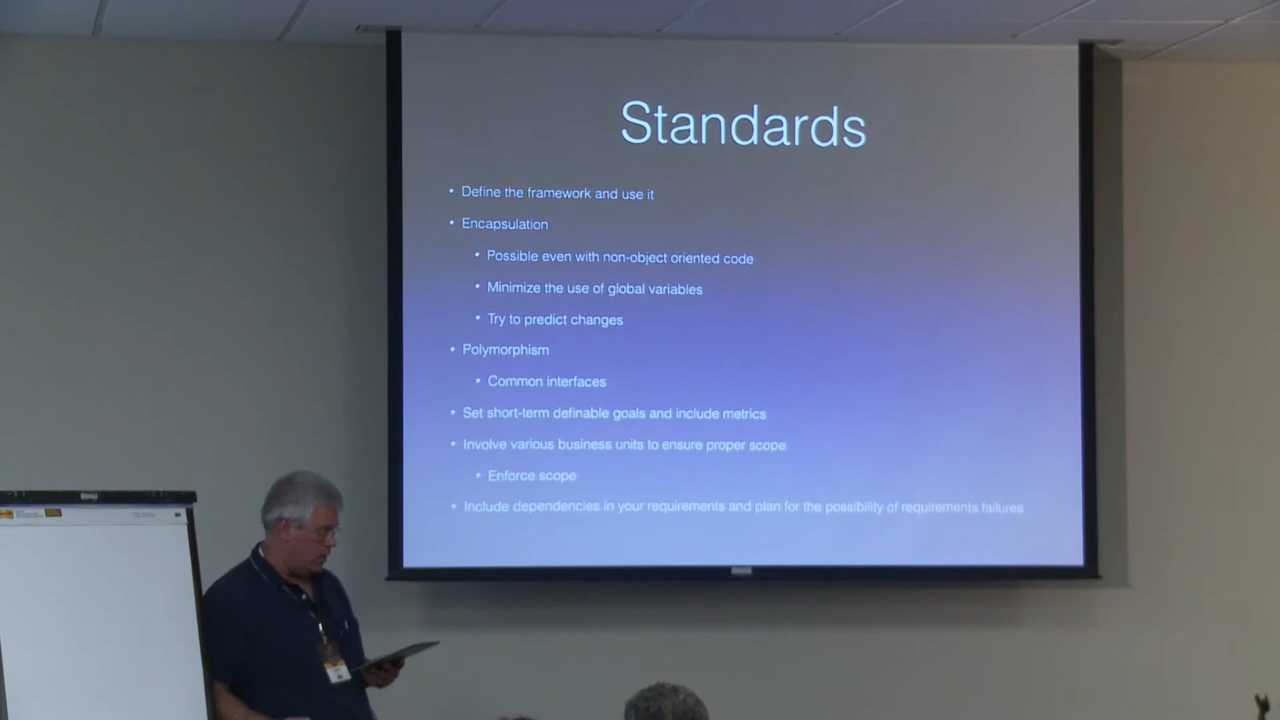 Standards
• Define the framework and use it
• Encapsulation
• Possible even with non-object oriented code
• Minimize the use of global variables
• Try to predict changes
• Polymorphism
• Common interfaces
• Set short-term definable goals and include metrics
• Involve various business units to ensure proper scope
• Enforce scope
• Include dependencies in your requirements and plan for the possibility of requirements failures